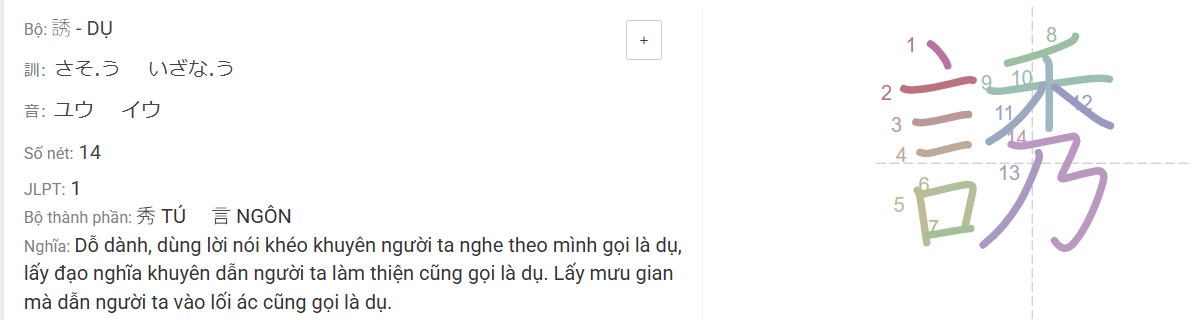 Bộ: 誘 - DỤ
+
訓: さそ.う いざな.う
音: ユウ イウ
Số nét: 14
JLPT: 1
Bộ thành phần: 秀 TÚ 言 NGÔN
Nghĩa: Dỗ dành, dùng lời nói khéo khuyên người ta nghe theo mình gọi là dụ,
lấy đạo nghĩa khuyên dẫn người ta làm thiện cũng gọi là dụ. Lấy mưu gian
mà dẫn người ta vào lối ác cũng gọi là dụ.
誘
1
2
3
4
5
6
7
8
9
10
11
12
13
14